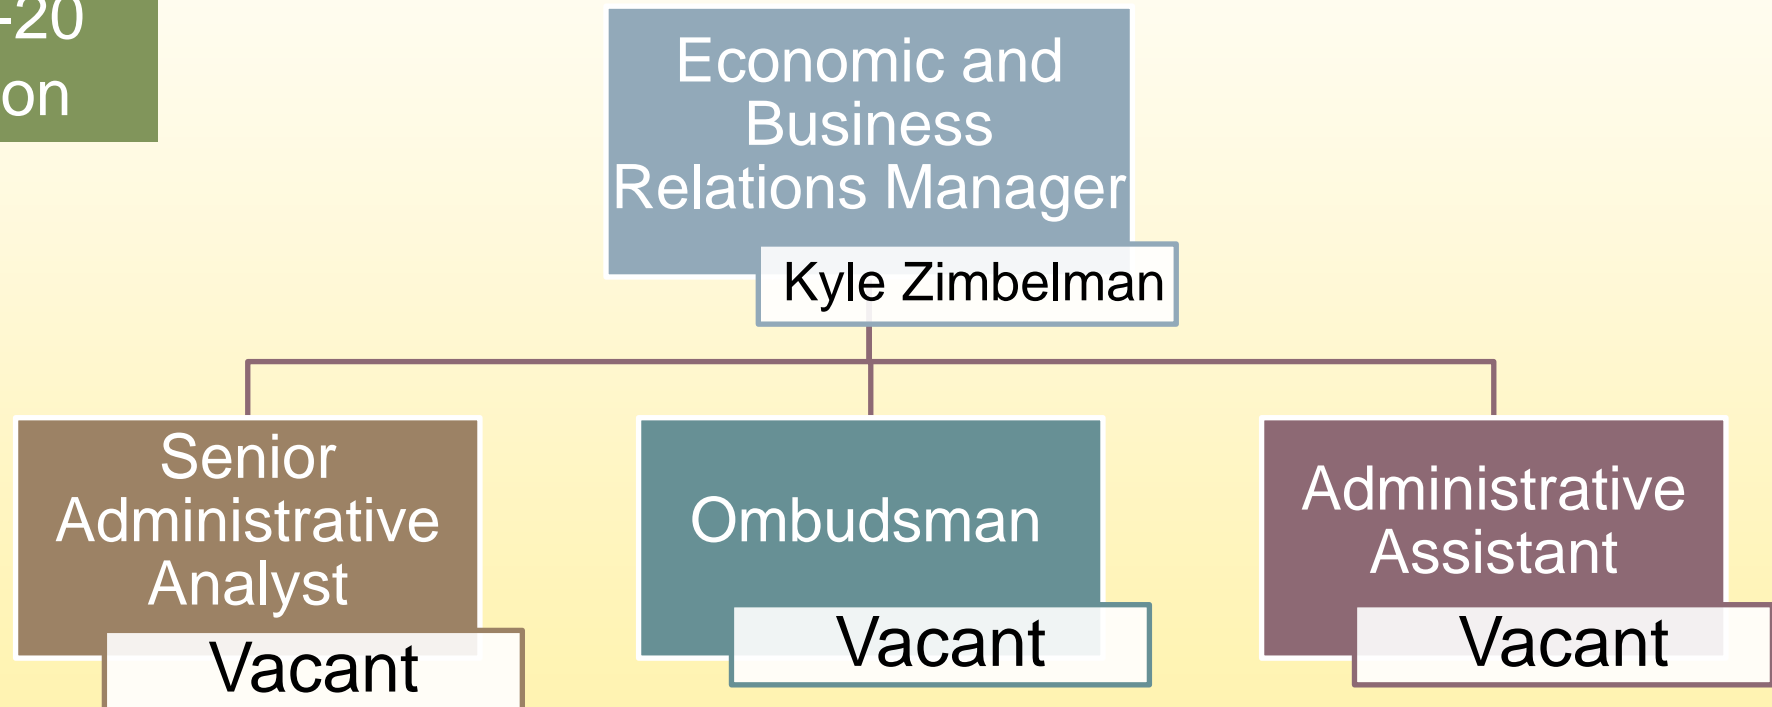 -20
on
Economic and
Business
Relations Manager
Kyle Zimbelman
Senior
Administrative
Analyst
Vacant
Ombudsman
Vacant
Administrative
Assistant
Vacant